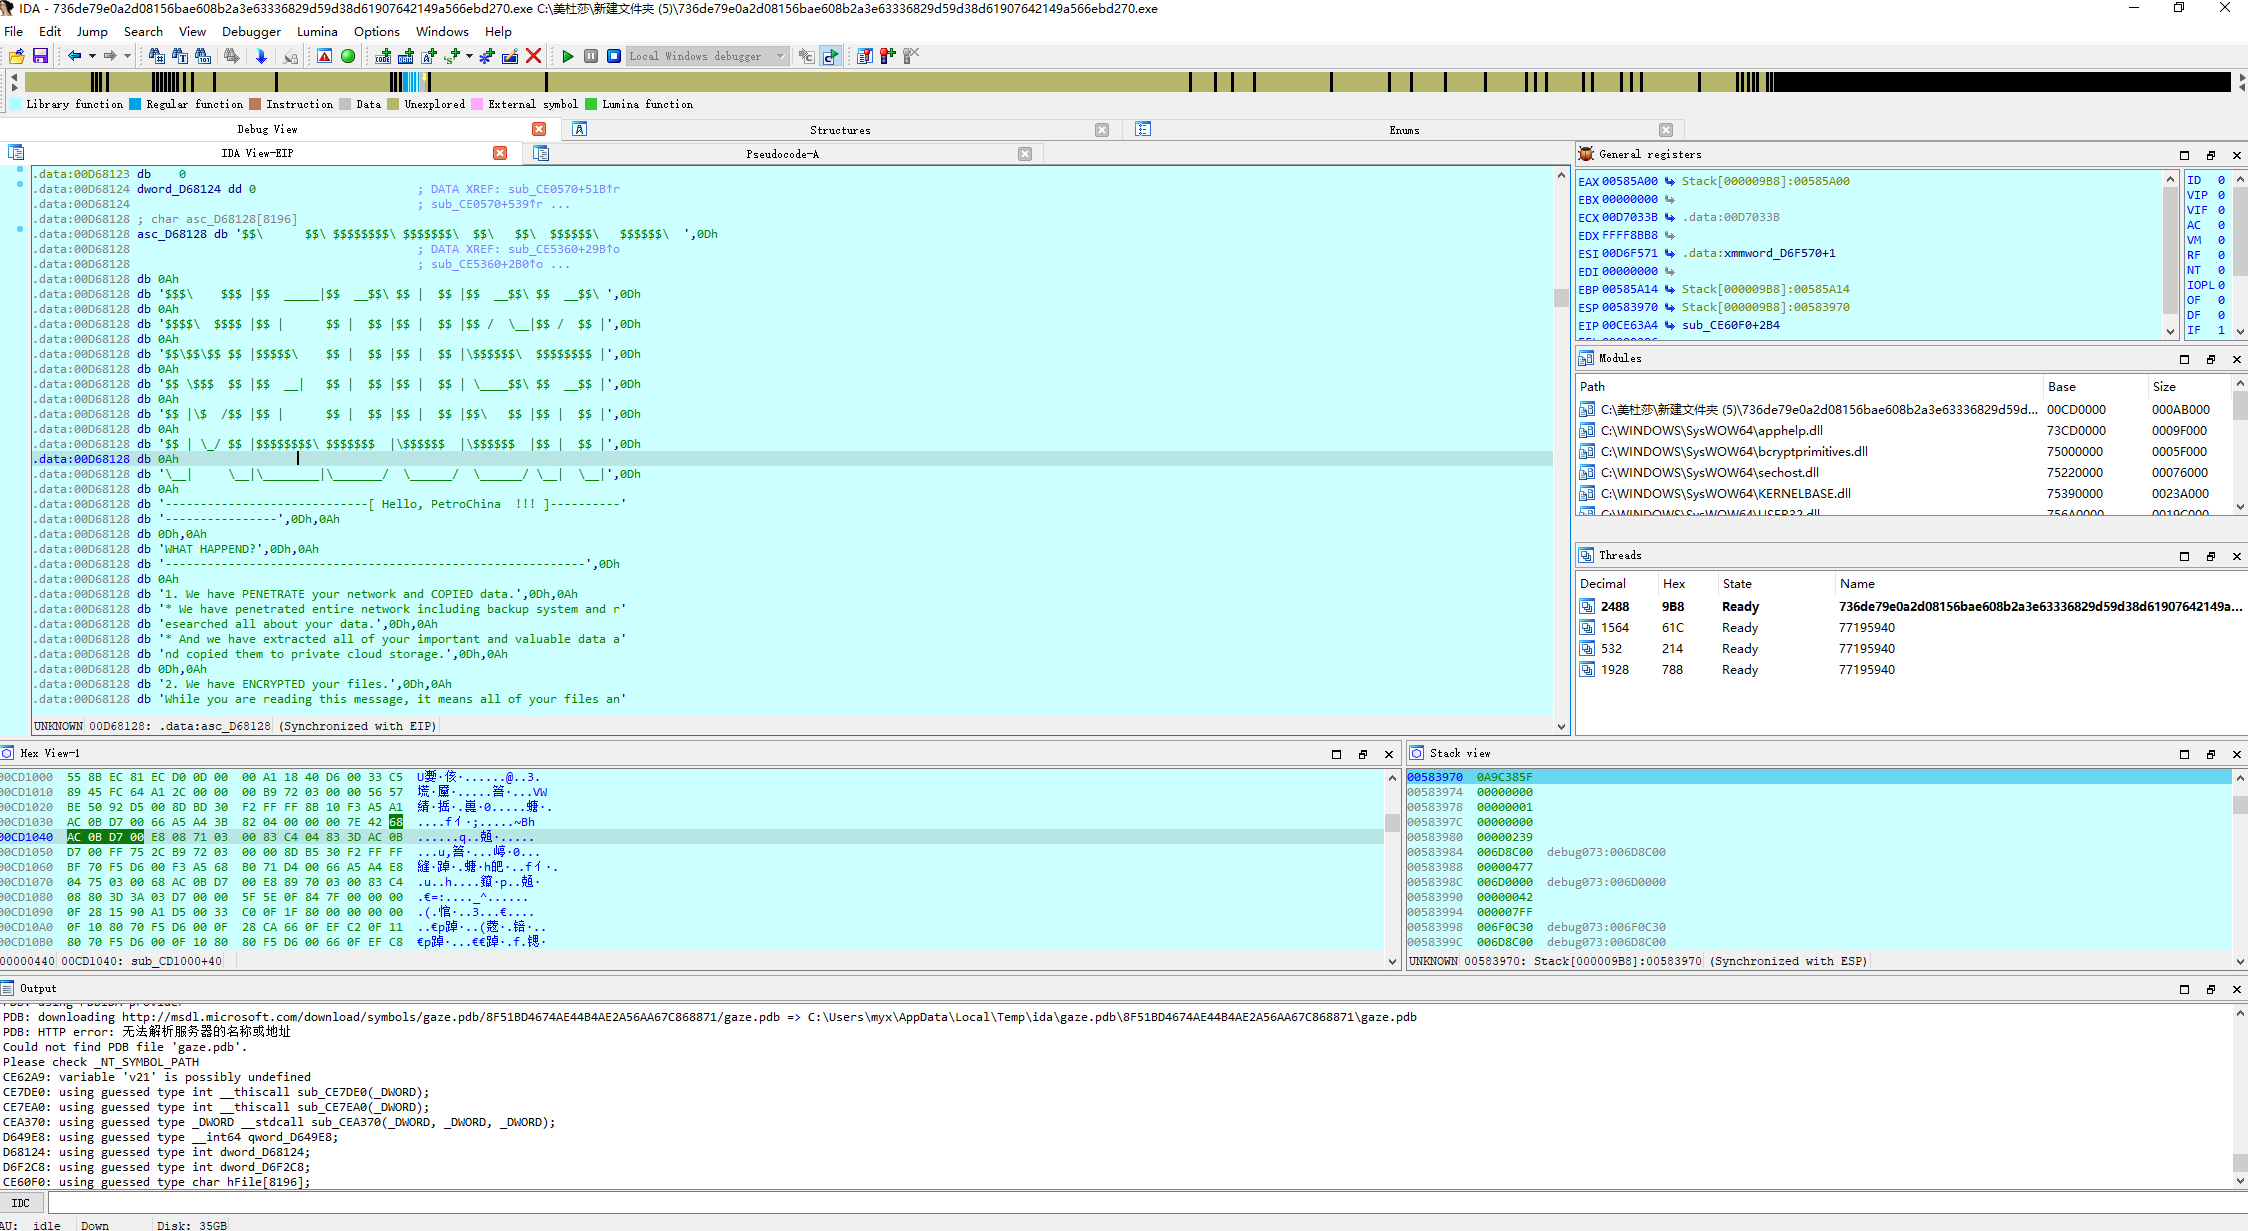 IDA - 736de79e0a2d08156bae608b2a3e63336829d59d38d61907642149a566ebd270.exe C:\美杜莎\新建文件夹 (5)\736de79e0a2d08156bae608b2a3e63336829d59d38d61907642149a566ebd270.exe
File Edit Jump Search View Debugger Lumina Options Windows Help
Local Windows debugger
Library function Regular function Instruction Data Unexplored External symbol Lumina function
Debug View Structures Enums
IDA View-EIP Pseudocode-A
.data:00D68123 db    0
.data:00D68124 dword_D68124 dd 0 ; DATA XREF: sub_CE0570+51B↑r
.data:00D68124 ; sub_CE0570+539↑r ...
.data:00D68128 ; char asc_D68128[8196]
.data:00D68128 asc_D68128 db '$$\      $$\ $$$$$$$$\ $$$$$$$\  $$\   $$\  $$$$$$\   $$$$$$\  ',0Dh
.data:00D68128 ; DATA XREF: sub_CE5360+29B↑o
.data:00D68128 ; sub_CE5360+2B0↑o ...
.data:00D68128 db 0Ah
.data:00D68128 db '$$$\    $$$ |$$  _____|$$  __$$\ $$ |  $$ |$$  __$$\ $$  __$$\ ',0Dh
.data:00D68128 db 0Ah
.data:00D68128 db '$$$$\  $$$$ |$$ |      $$ |  $$ |$$ |  $$ |$$ /  \__|$$ /  $$ |',0Dh
.data:00D68128 db 0Ah
.data:00D68128 db '$$\$$\$$ $$ |$$$$$\    $$ |  $$ |$$ |  $$ |\$$$$$$\  $$$$$$$$ |',0Dh
.data:00D68128 db 0Ah
.data:00D68128 db '$$ \$$$  $$ |$$  __|   $$ |  $$ |$$ |  $$ | \____$$\ $$  __$$ |',0Dh
.data:00D68128 db 0Ah
.data:00D68128 db '$$ |\$  /$$ |$$ |      $$ |  $$ |$$ |  $$ |$$\   $$ |$$ |  $$ |',0Dh
.data:00D68128 db 0Ah
.data:00D68128 db '$$ | \_/ $$ |$$$$$$$$\ $$$$$$$  |\$$$$$$  |\$$$$$$  |$$ |  $$ |',0Dh
.data:00D68128 db 0Ah
.data:00D68128 db '\__|     \__|\________|\_______/  \______/  \______/ \__|  \__|',0Dh
.data:00D68128 db 0Ah
.data:00D68128 db '-----------------------------[ Hello, PetroChina  !!! ]----------'
.data:00D68128 db '----------------',0Dh,0Ah
.data:00D68128 db 0Dh,0Ah
.data:00D68128 db 'WHAT HAPPEND?',0Dh,0Ah
.data:00D68128 db '------------------------------------------------------------',0Dh
.data:00D68128 db 0Ah
.data:00D68128 db '1. We have PENETRATE your network and COPIED data.',0Dh,0Ah
.data:00D68128 db '* We have penetrated entire network including backup system and r'
.data:00D68128 db 'esearched all about your data.',0Dh,0Ah
.data:00D68128 db '* And we have extracted all of your important and valuable data a'
.data:00D68128 db 'nd copied them to private cloud storage.',0Dh,0Ah
.data:00D68128 db 0Dh,0Ah
.data:00D68128 db '2. We have ENCRYPTED your files.',0Dh,0Ah
.data:00D68128 db 'While you are reading this message, it means all of your files an'
UNKNOWN 00D68128: .data:asc_D68128 (Synchronized with EIP)
General registers
EAX 00585A00 Stack[000009B8]:00585A00
EBX 00000000
ECX 00D7033B .data:00D7033B
EDX FFFF8BB8
ESI 00D6F571 .data:xmmword_D6F570+1
EDI 00000000
EBP 00585A14 Stack[000009B8]:00585A14
ESP 00583970 Stack[000009B8]:00583970
EIP 00CE63A4 sub_CE60F0+2B4
ID 0
VIP 0
VIF 0
AC 0
VM 0
RF 0
NT 0
IOPL 0
OF 0
DF 0
IF 1
Modules
Path Base Size
C:\美杜莎\新建文件夹 (5)\736de79e0a2d08156bae608b2a3e63336829d59d... 00CD0000 000AB000
C:\WINDOWS\SysWOW64\apphelp.dll 73CD0000 0009F000
C:\WINDOWS\SysWOW64\bcryptprimitives.dll 75000000 0005F000
C:\WINDOWS\SysWOW64\sechost.dll 75220000 00076000
C:\WINDOWS\SysWOW64\KERNELBASE.dll 75390000 0023A000
C:\WINDOWS\SysWOW64\USER32.dll 756A0000 0019C000
Threads
Decimal Hex State Name
2488 9B8 Ready 736de79e0a2d08156bae608b2a3e63336829d59d38d61907642149a...
1564 61C Ready 77195940
532 214 Ready 77195940
1928 788 Ready 77195940
Hex View-1
00CD1000 55 8B EC 81 EC D0 0D 00 00 A1 18 40 D6 00 33 C5
00CD1010 89 45 FC 64 A1 2C 00 00 00 B9 72 03 00 00 56 57
00CD1020 BE 50 92 D5 00 8D BD 30 F2 FF FF 8B 10 F3 A5 A1
00CD1030 AC 0B D7 00 66 A5 A4 3B 82 04 00 00 00 7E 42 68
00CD1040 AC 0B D7 00 E8 08 71 03 00 83 C4 04 83 3D AC 0B
00CD1050 D7 00 FF 75 2C B9 72 03 00 00 8D B5 30 F2 FF FF
00CD1060 BF 70 F5 D6 00 F3 A5 68 B0 71 D4 00 66 A5 A4 E8
00CD1070 04 75 03 00 68 AC 0B D7 00 E8 89 70 03 00 83 C4
00CD1080 08 80 3D 3A 03 D7 00 00 5F 5E 0F 84 7F 00 00 00
00CD1090 0F 28 15 90 A1 D5 00 33 C0 0F 1F 80 00 00 00 00
00CD10A0 0F 10 80 70 F5 D6 00 0F 28 CA 66 0F EF C2 0F 11
00CD10B0 80 70 F5 D6 00 0F 10 80 80 F5 D6 00 66 0F EF C8
00000440 00CD1040: sub_CD1000+40
Stack view
00583970 0A9C385F
00583974 00000000
00583978 00000001
0058397C 00000000
00583980 00000239
00583984 006D8C00 debug073:006D8C00
00583988 00000477
0058398C 006D0000 debug073:006D0000
00583990 00000042
00583994 000007FF
00583998 006F0C30 debug073:006F0C30
0058399C 006D8C00 debug073:006D8C00
UNKNOWN 00583970: Stack[000009B8]:00583970 (Synchronized with ESP)
Output
PDB: using PDBIDA provider
PDB: downloading http://msdl.microsoft.com/download/symbols/gaze.pdb/8F51BD4674AE44B4AE2A56AA67C868871/gaze.pdb => C:\Users\myx\AppData\Local\Temp\ida\gaze.pdb\8F51BD4674AE44B4AE2A56AA67C868871\gaze.pdb
PDB: HTTP error: 无法解析服务器的名称或地址
Could not find PDB file 'gaze.pdb'.
Please check _NT_SYMBOL_PATH
CE62A9: variable 'v21' is possibly undefined
CE7DE0: using guessed type int __thiscall sub_CE7DE0(_DWORD);
CE7EA0: using guessed type int __thiscall sub_CE7EA0(_DWORD);
CEA370: using guessed type _DWORD __stdcall sub_CEA370(_DWORD, _DWORD, _DWORD);
D649E8: using guessed type __int64 qword_D649E8;
D68124: using guessed type int dword_D68124;
D6F2C8: using guessed type int dword_D6F2C8;
CE60F0: using guessed type char hFile[8196];
IDC
AU: idle Down Disk: 35GB